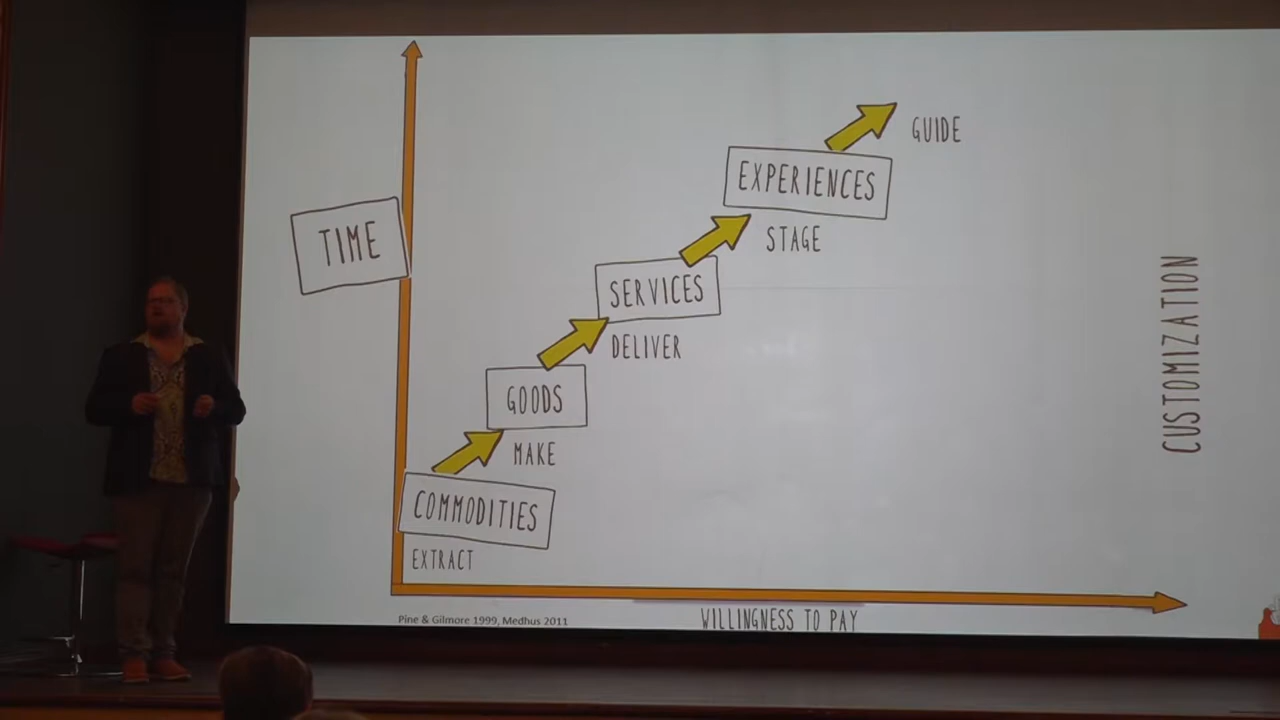 GUIDE
EXPERIENCES
STAGE
TIME
SERVICES
DELIVER
GOODS
MAKE
COMMODITIES
EXTRACT
CUSTOMIZATION
Pine & Gilmore 1999, Medhus 2011
WILLINGNESS TO PAY